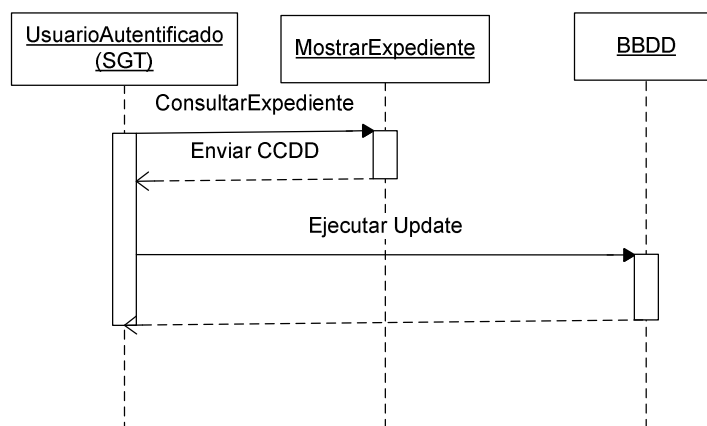 UsuarioAutentificado
(SGT)
MostrarExpediente
BBDD
ConsultarExpediente
Enviar CCDD
Ejecutar Update